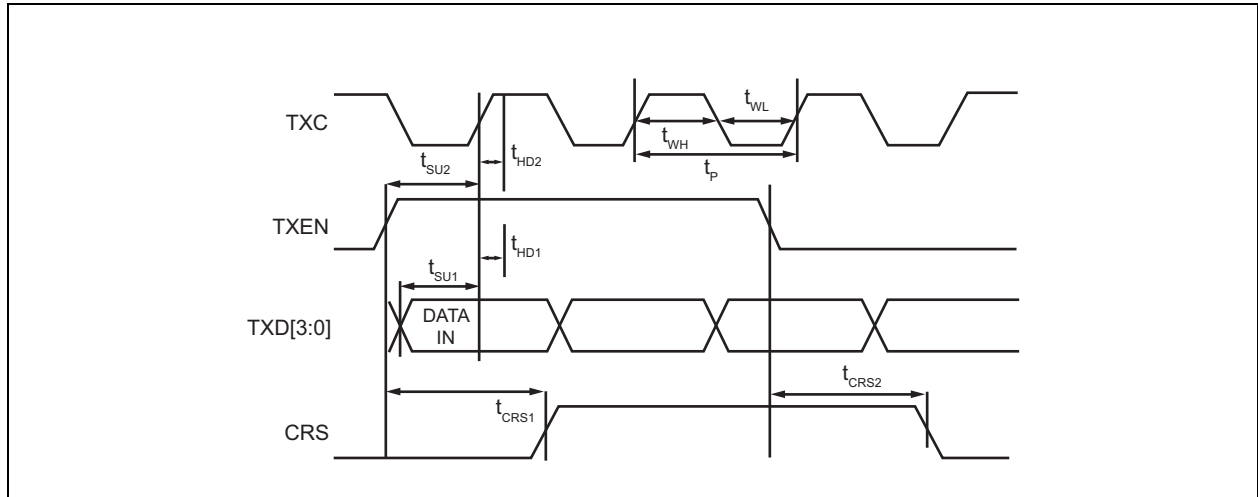 TXC
t_WL
t_WH
t_P
t_SU2
t_HD2
TXEN
t_HD1
t_SU1
TXD[3:0]
DATA
IN
t_CRS2
t_CRS1
CRS